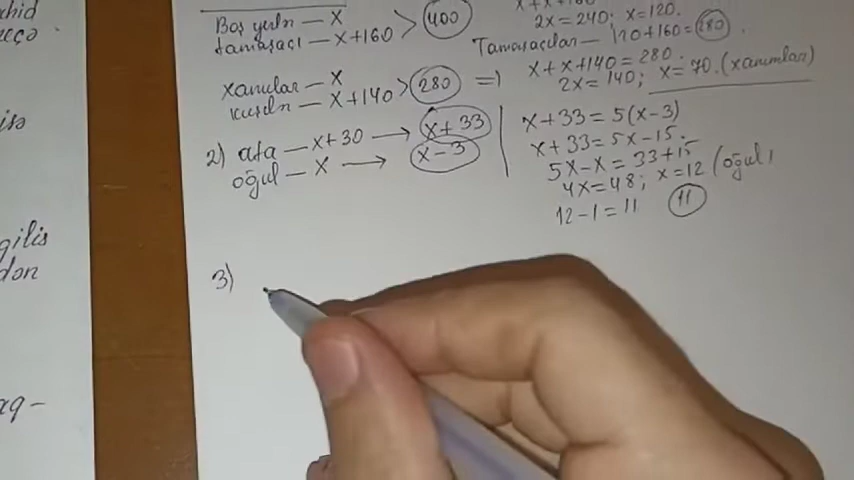 Boş yerlər — x
tamaşaçı — x+160 > 400
x+x+160
2x=240; x=120.
Tamaşaçılar — 120+160=280.
xanımlar — x
kişilər — x+140 > 280 =>
x+x+140=280
2x=140; x=70. (xanımlar)
2) ata — x+30 → x+33
oğul — x → x-3
x+33=5(x-3)
x+33=5x-15.
5x-x=33+15
4x=48; x=12 (oğul)
12-1=11 11
3)